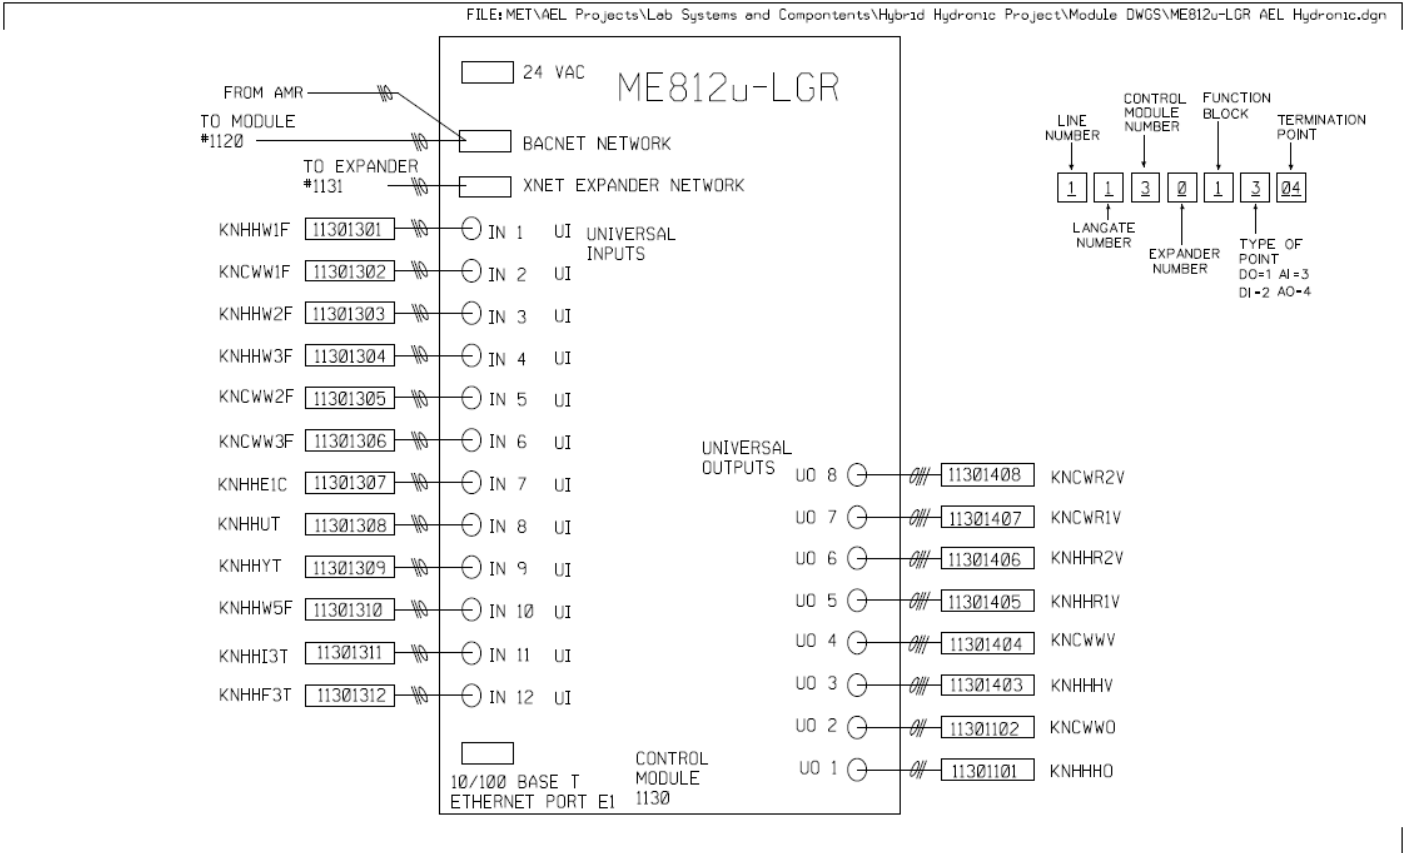 FILE: MET\AEL Projects\Lab Systems and Compontents\Hybrid Hydronic Project\Module DWGS\ME812u-LGR AEL Hydronic.dgn
24 VAC
ME812u-LGR
FROM AMR
TO MODULE
#1120
BACNET NETWORK
TO EXPANDER
#1131
XNET EXPANDER NETWORK
KNHHW1F 11301301 IN 1 UI
UNIVERSAL
INPUTS
KNCWW1F 11301302 IN 2 UI
KNHHW2F 11301303 IN 3 UI
KNHHW3F 11301304 IN 4 UI
KNCWW2F 11301305 IN 5 UI
KNCWW3F 11301306 IN 6 UI
KNHHE1C 11301307 IN 7 UI
KNHHUT 11301308 IN 8 UI
KNHHYT 11301309 IN 9 UI
KNHHW5F 11301310 IN 10 UI
KNHHI3T 11301311 IN 11 UI
KNHHF3T 11301312 IN 12 UI
UNIVERSAL
OUTPUTS
UO 8 11301408 KNCWR2V
UO 7 11301407 KNCWR1V
UO 6 11301406 KNHHR2V
UO 5 11301405 KNHHR1V
UO 4 11301404 KNCWWV
UO 3 11301403 KNHHHV
UO 2 11301102 KNCWWO
UO 1 11301101 KNHHHO
10/100 BASE T
ETHERNET PORT E1
CONTROL
MODULE
1130
LINE
NUMBER
CONTROL
MODULE
NUMBER
FUNCTION
BLOCK
TERMINATION
POINT
1 1 3 0 1 3 04
LANGATE
NUMBER
EXPANDER
NUMBER
TYPE OF
POINT
DO=1 AI=3
DI=2 AO=4